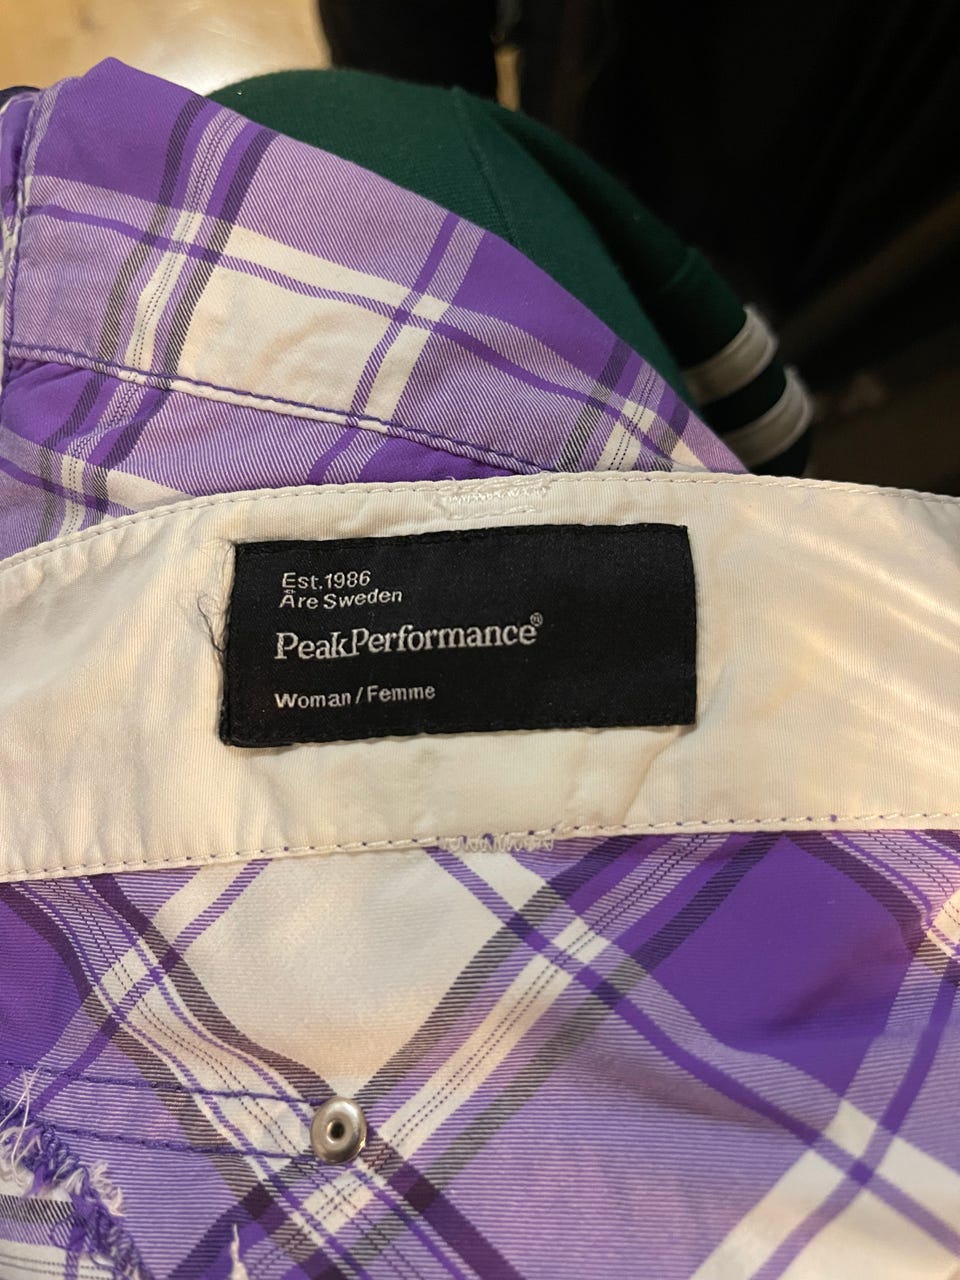 Est.1986
Åre Sweden
PeakPerformance®
Woman / Femme